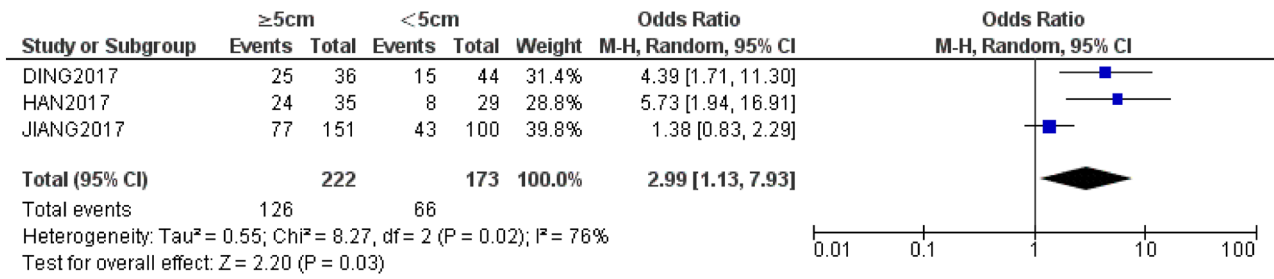 ≥5cm <5cm Odds Ratio Odds Ratio
Study or Subgroup Events Total Events Total Weight M-H, Random, 95% CI M-H, Random, 95% CI
DING2017 25 36 15 44 31.4% 4.39 [1.71, 11.30]
HAN2017 24 35 8 29 28.8% 5.73 [1.94, 16.91]
JIANG2017 77 151 43 100 39.8% 1.38 [0.83, 2.29]
Total (95% CI) 222 173 100.0% 2.99 [1.13, 7.93]
Total events 126 66
Heterogeneity: Tau² = 0.55; Chi² = 8.27, df = 2 (P = 0.02); I² = 76%
Test for overall effect: Z = 2.20 (P = 0.03)
0.01 0.1 1 10 100